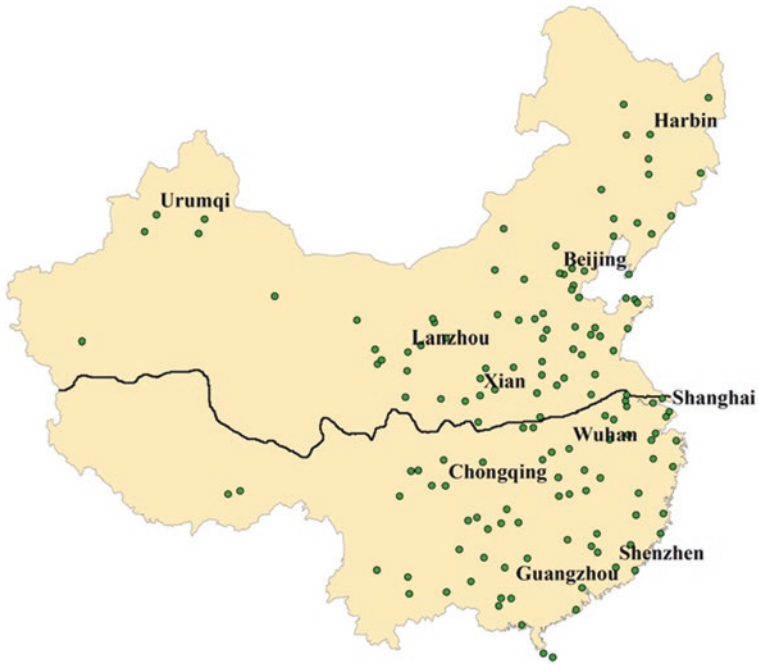 Harbin
Urumqi
Beijing
Lanzhou
Xian
Shanghai
Wuhan
Chongqing
Shenzhen
Guangzhou